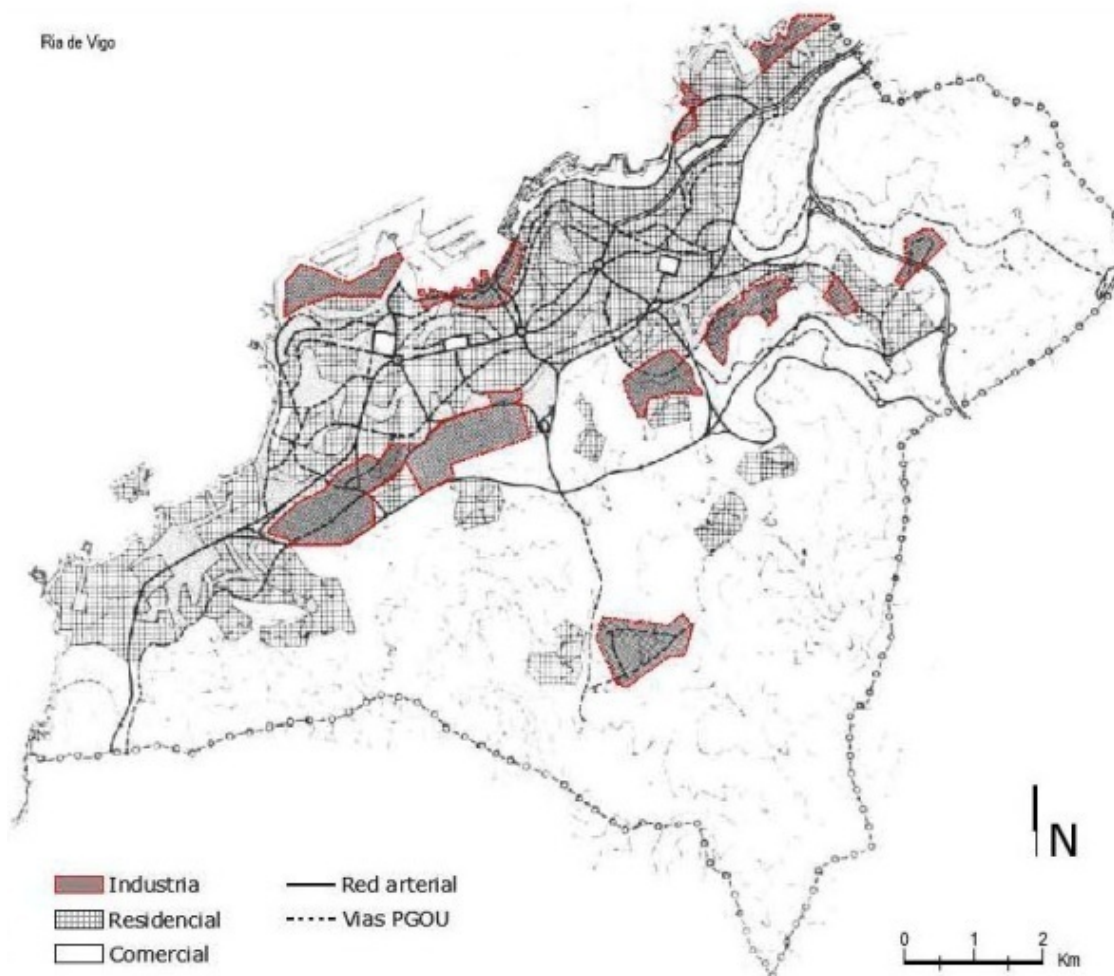 Ria de Vigo
N
Industria
Residencial
Comercial
Red arterial
Vias PGOU
0 1 2
Km